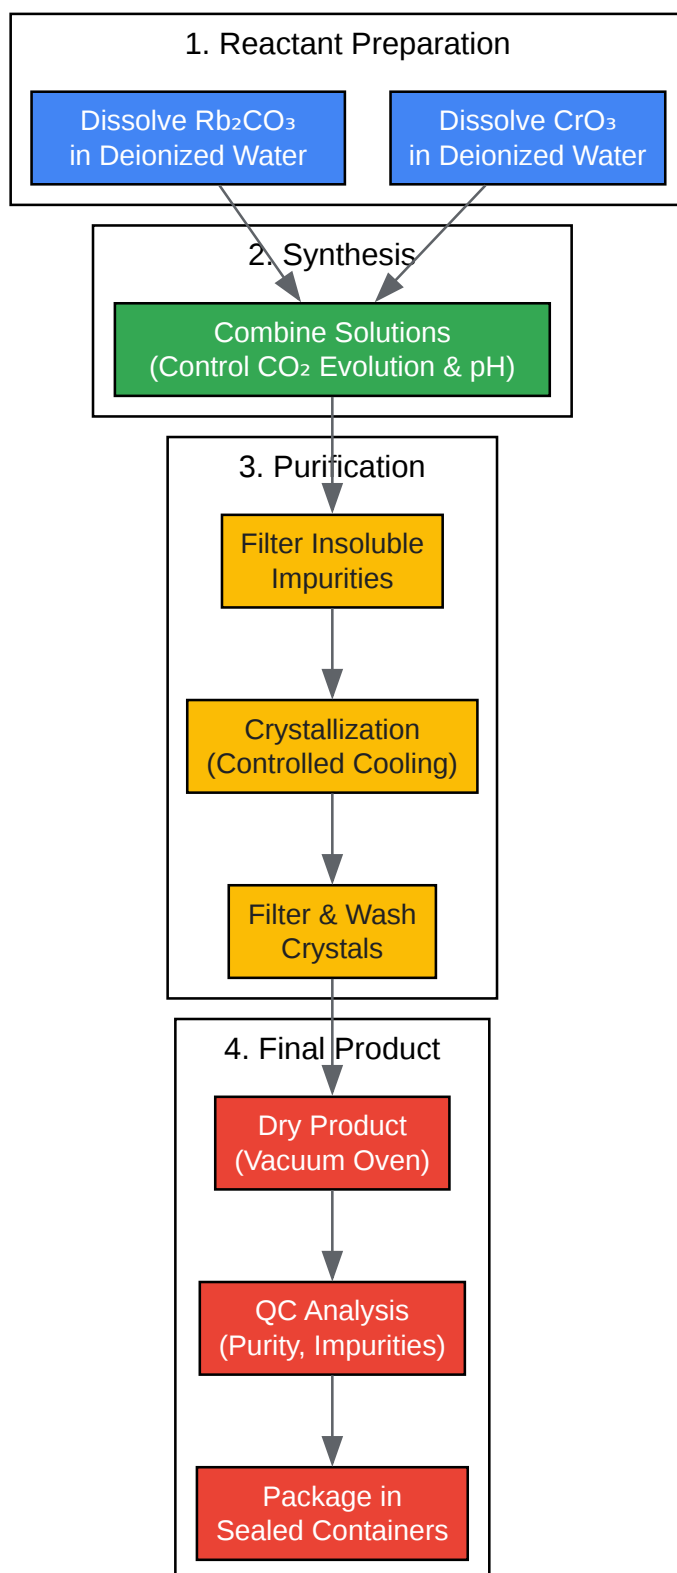 1. Reactant Preparation
Dissolve Rb₂CO₃
in Deionized Water
Dissolve CrO₃
in Deionized Water
2. Synthesis
Combine Solutions
(Control CO₂ Evolution & pH)
3. Purification
Filter Insoluble
Impurities
Crystallization
(Controlled Cooling)
Filter & Wash
Crystals
4. Final Product
Dry Product
(Vacuum Oven)
QC Analysis
(Purity, Impurities)
Package in
Sealed Containers